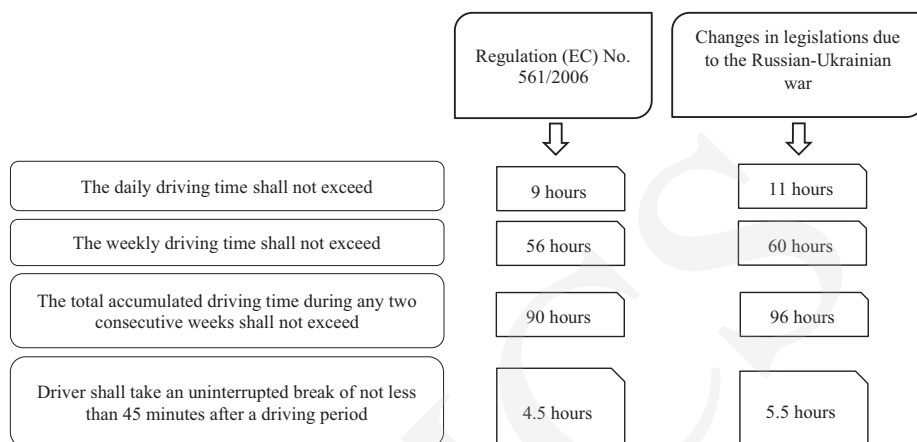 Regulation (EC) No.
561/2006
Changes in legislations due
to the Russian-Ukrainian
war
The daily driving time shall not exceed
9 hours
11 hours
The weekly driving time shall not exceed
56 hours
60 hours
The total accumulated driving time during any two
consecutive weeks shall not exceed
90 hours
96 hours
Driver shall take an uninterrupted break of not less
than 45 minutes after a driving period
4.5 hours
5.5 hours